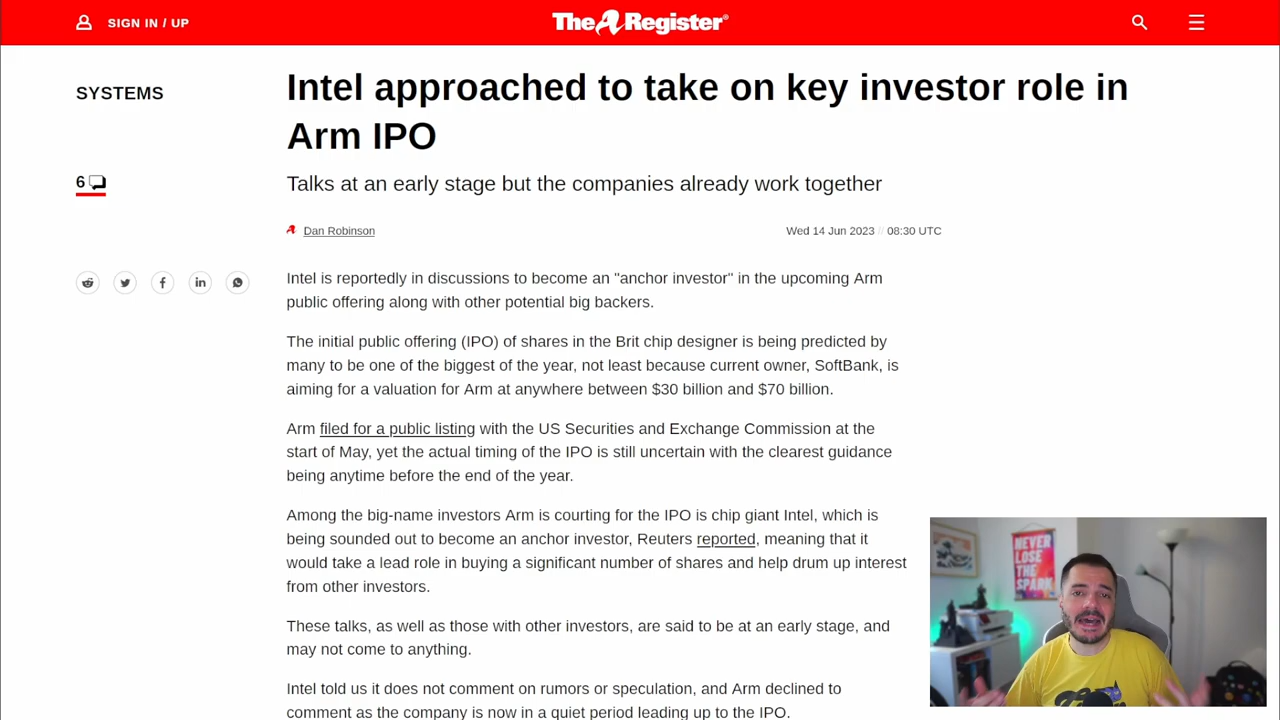 SIGN IN / UP
The Register®
SYSTEMS
Intel approached to take on key investor role in
Arm IPO
6
Talks at an early stage but the companies already work together
Dan Robinson
Wed 14 Jun 2023 // 08:30 UTC
Intel is reportedly in discussions to become an "anchor investor" in the upcoming Arm
public offering along with other potential big backers.
The initial public offering (IPO) of shares in the Brit chip designer is being predicted by
many to be one of the biggest of the year, not least because current owner, SoftBank, is
aiming for a valuation for Arm at anywhere between $30 billion and $70 billion.
Arm filed for a public listing with the US Securities and Exchange Commission at the
start of May, yet the actual timing of the IPO is still uncertain with the clearest guidance
being anytime before the end of the year.
Among the big-name investors Arm is courting for the IPO is chip giant Intel, which is
being sounded out to become an anchor investor, Reuters reported, meaning that it
would take a lead role in buying a significant number of shares and help drum up interest
from other investors.
These talks, as well as those with other investors, are said to be at an early stage, and
may not come to anything.
Intel told us it does not comment on rumors or speculation, and Arm declined to
comment as the company is now in a quiet period leading up to the IPO.
NEVER
LOSE
THE
SPARK